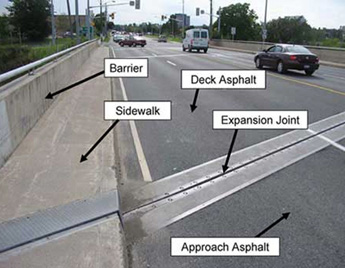 Barrier
Deck Asphalt
Sidewalk
Expansion Joint
Approach Asphalt